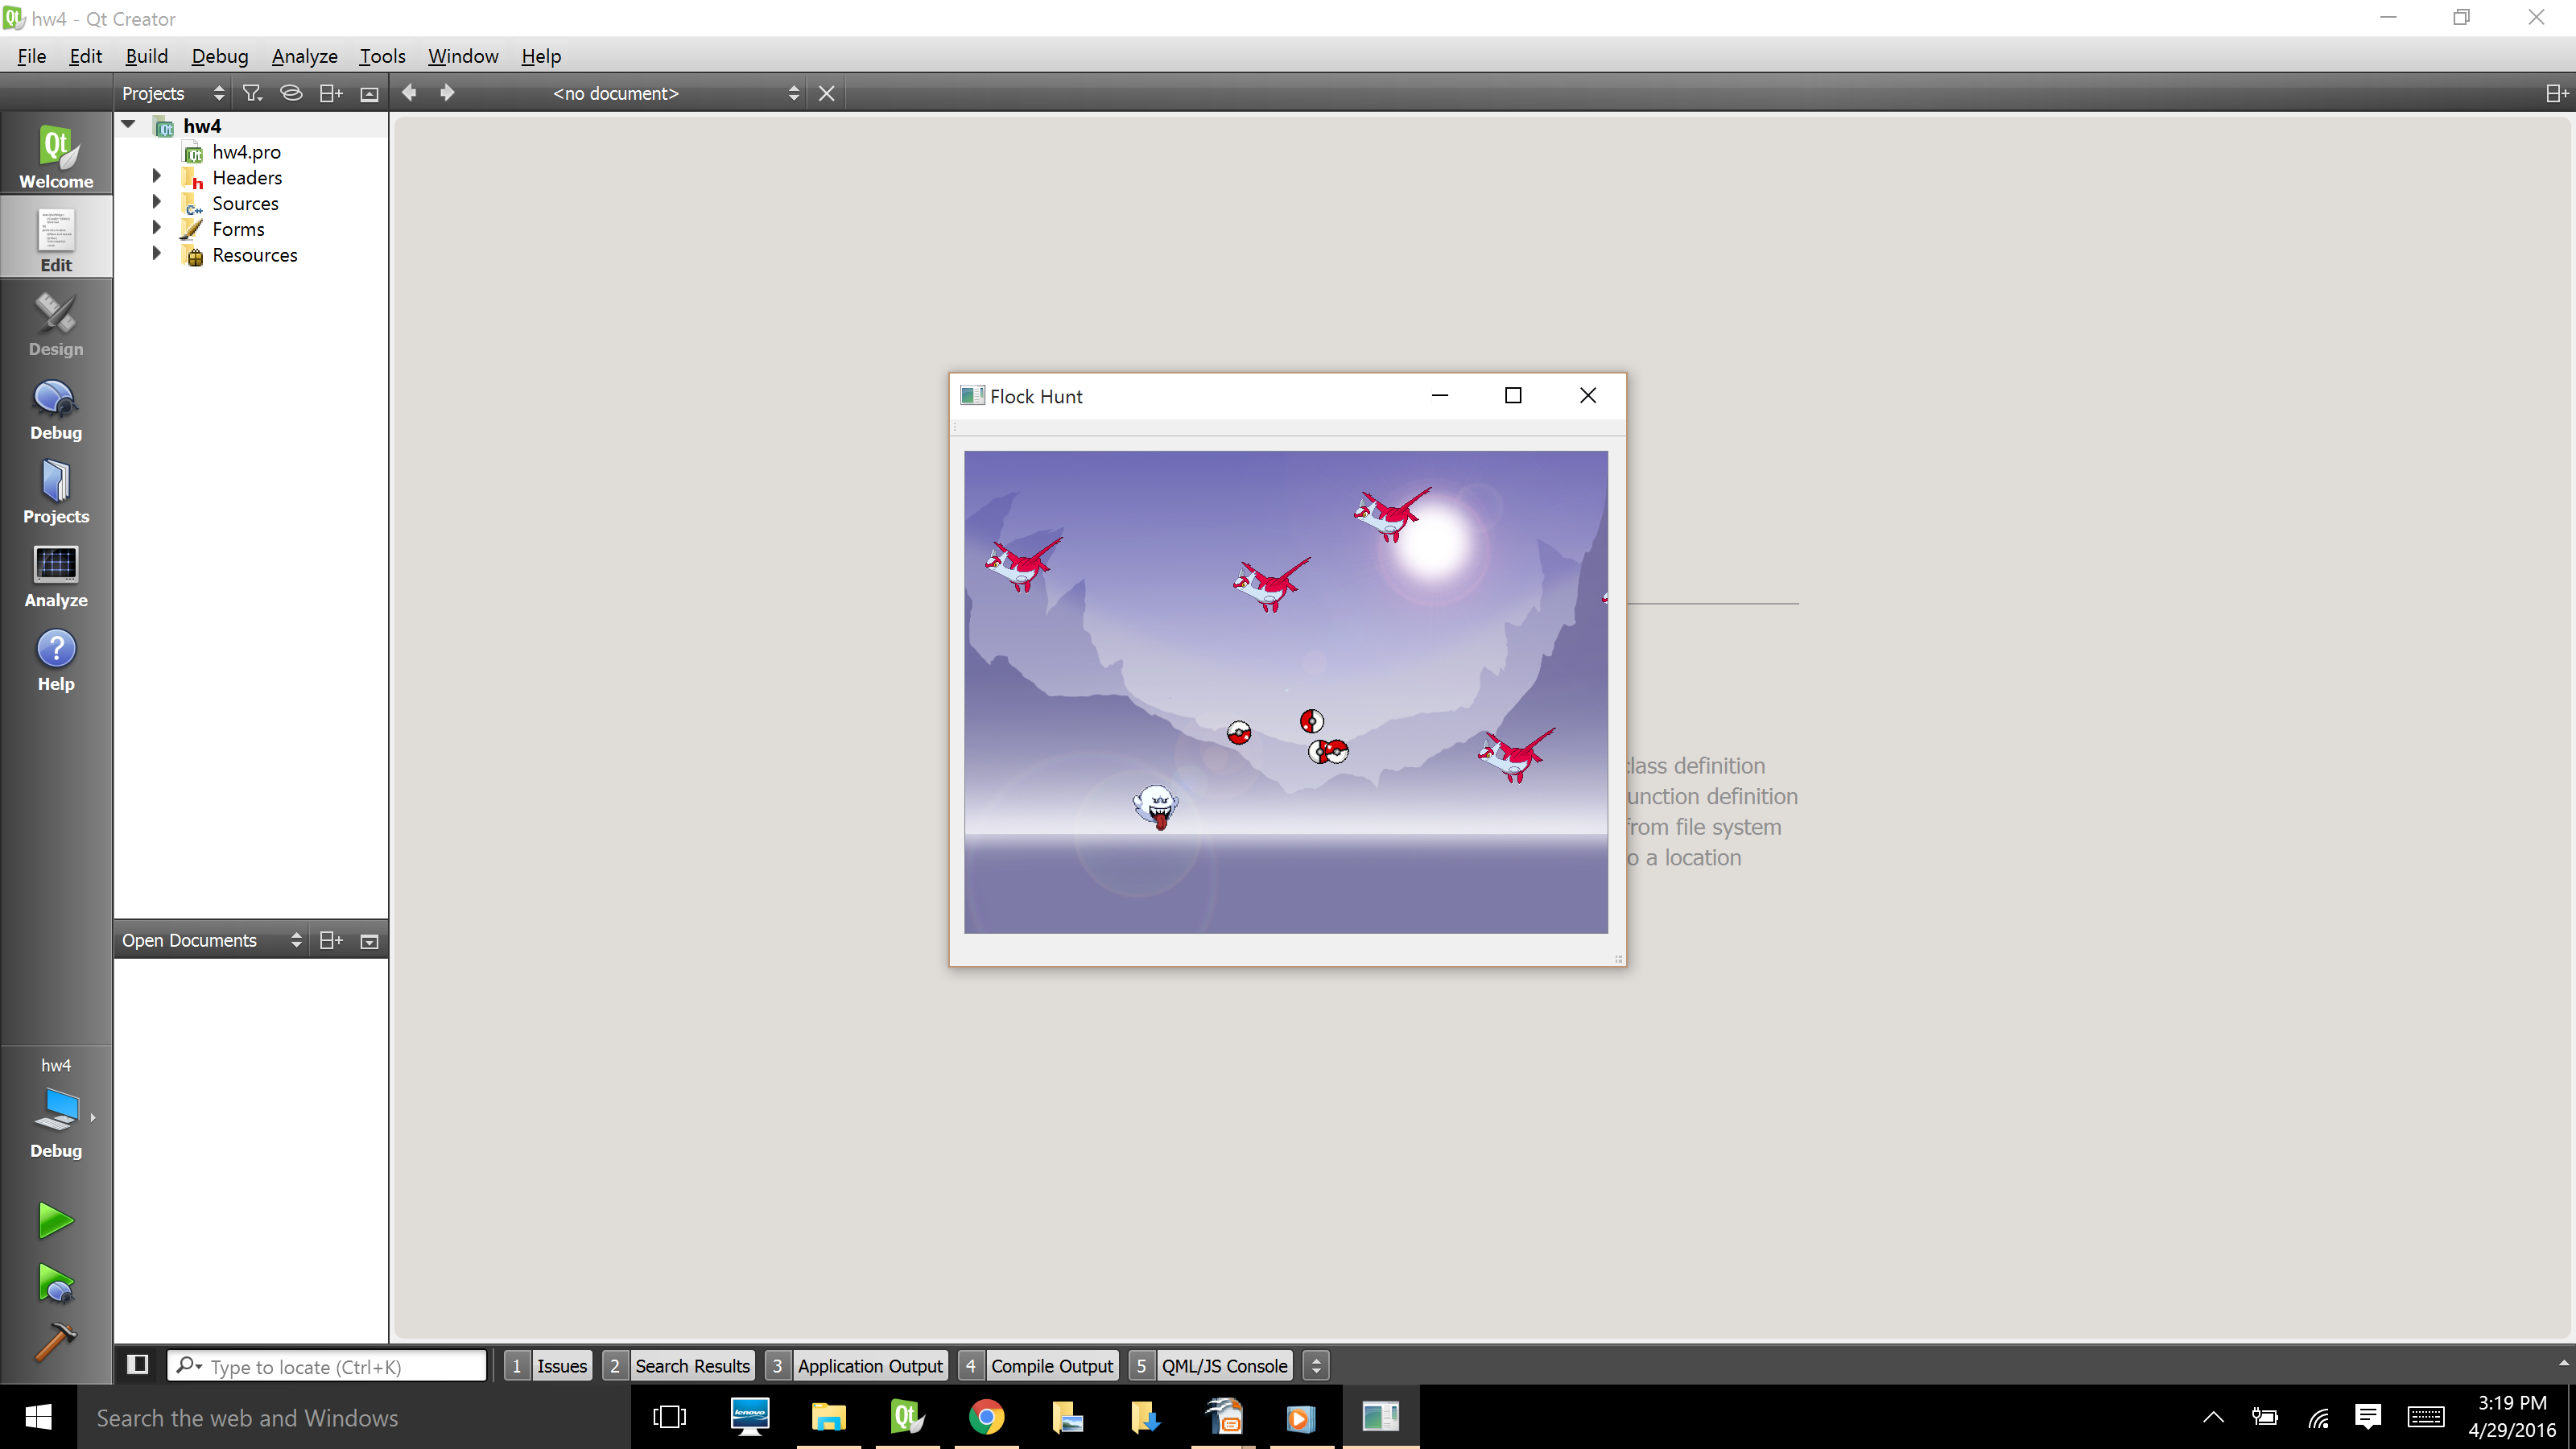 hw4 - Qt Creator
File Edit Build Debug Analyze Tools Window Help
Projects <no document>
hw4
hw4.pro
Headers
Sources
Forms
Resources
Welcome
Edit
Design
Debug
Projects
Analyze
Help
Flock Hunt
class definition
function definition
from file system
o a location
Open Documents
hw4
Debug
Type to locate (Ctrl+K) 1 Issues 2 Search Results 3 Application Output 4 Compile Output 5 QML/JS Console
Search the web and Windows
lenovo
3:19 PM
4/29/2016